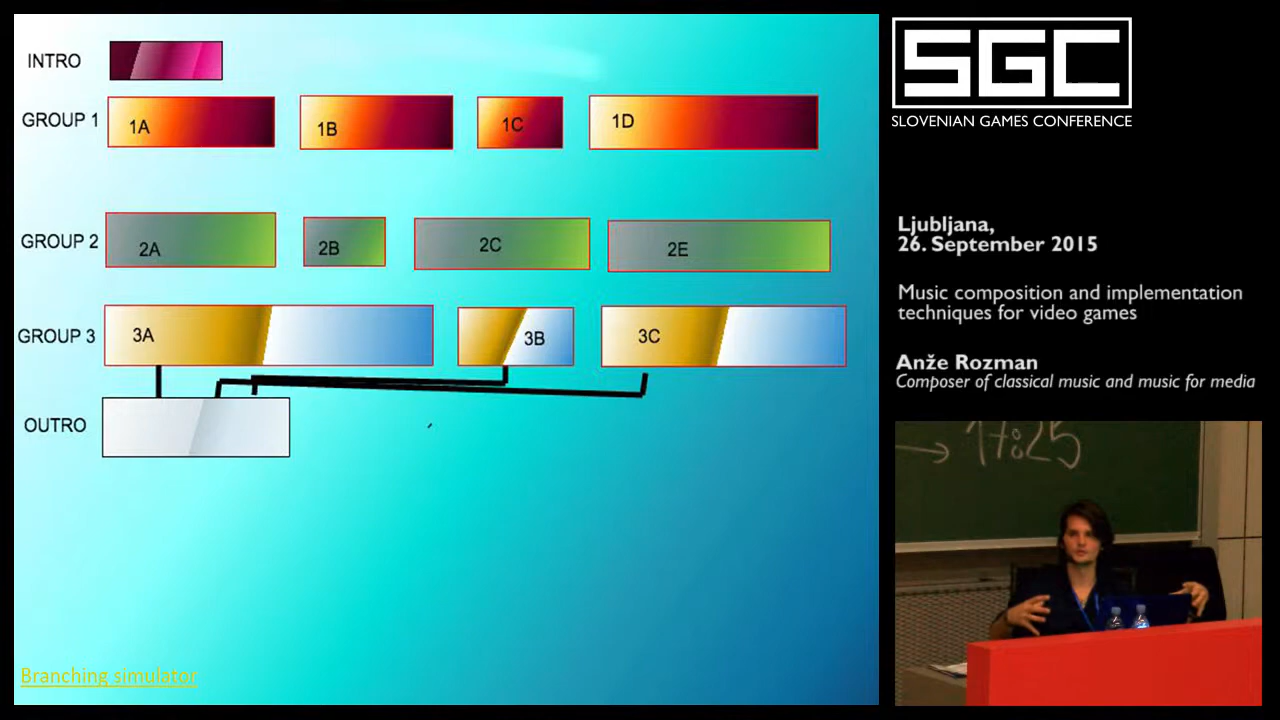 INTRO
GROUP 1
1A
1B
1C
1D
GROUP 2
2A
2B
2C
2E
GROUP 3
3A
3B
3C
OUTRO
Branching simulator
SGC
SLOVENIAN GAMES CONFERENCE
Ljubljana,
26. September 2015
Music composition and implementation
techniques for video games
Anže Rozman
Composer of classical music and music for media
17:25